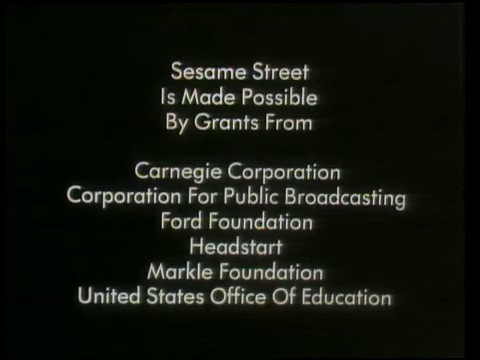 Sesame Street
Is Made Possible
By Grants From
Carnegie Corporation
Corporation For Public Broadcasting
Ford Foundation
Headstart
Markle Foundation
United States Office Of Education